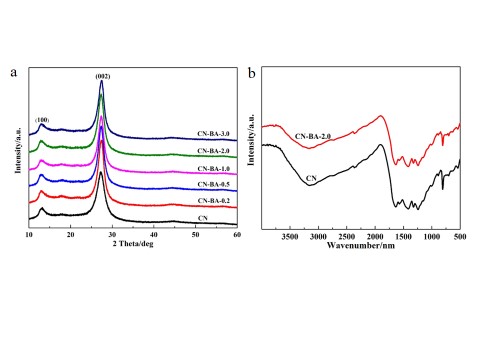 a
(002)
(100)
CN-BA-3.0
CN-BA-2.0
CN-BA-1.0
CN-BA-0.5
CN-BA-0.2
CN
Intensity/a.u.
10 20 30 40 50 60
2 Theta/deg
b
CN-BA-2.0
CN
Intensity/a.u.
3500 3000 2500 2000 1500 1000 500
Wavenumber/nm